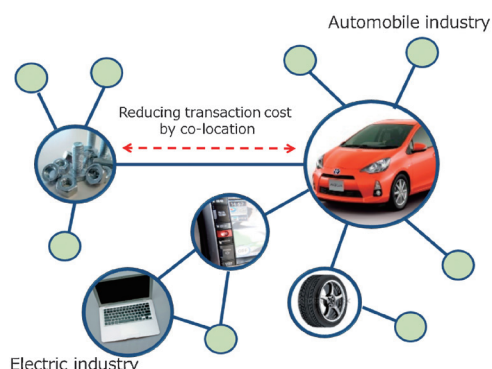 Automobile industry
Reducing transaction cost
by co-location
Electric industry